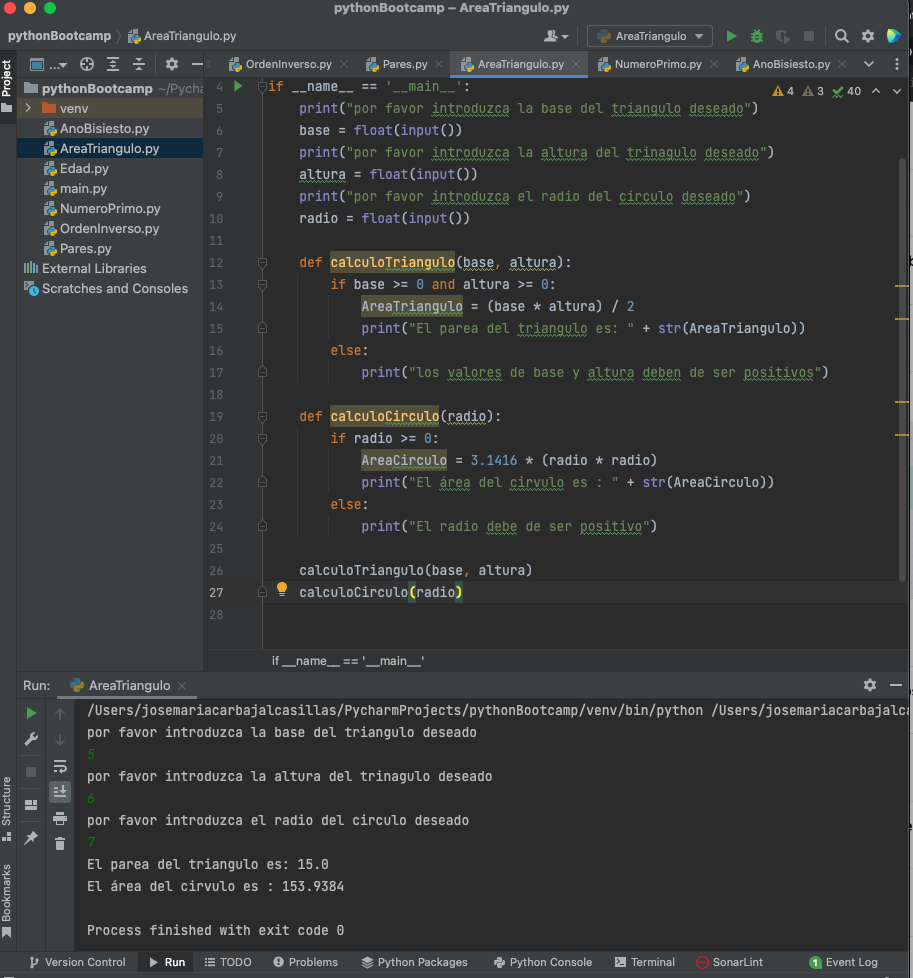 pythonBootcamp – AreaTriangulo.py
pythonBootcamp AreaTriangulo.py AreaTriangulo
Project
...
OrdenInverso.py Pares.py AreaTriangulo.py NumeroPrimo.py AnoBisiesto.py
pythonBootcamp ~/Pycha
venv
AnoBisiesto.py
AreaTriangulo.py
Edad.py
main.py
NumeroPrimo.py
OrdenInverso.py
Pares.py
External Libraries
Scratches and Consoles
4 3 40
4 if __name__ == '__main__':
5 print("por favor introduzca la base del triangulo deseado")
6 base = float(input())
7 print("por favor introduzca la altura del trinagulo deseado")
8 altura = float(input())
9 print("por favor introduzca el radio del circulo deseado")
10 radio = float(input())
11
12 def calculoTriangulo(base, altura):
13 if base >= 0 and altura >= 0:
14 AreaTriangulo = (base * altura) / 2
15 print("El parea del triangulo es: " + str(AreaTriangulo))
16 else:
17 print("los valores de base y altura deben de ser positivos")
18
19 def calculoCirculo(radio):
20 if radio >= 0:
21 AreaCirculo = 3.1416 * (radio * radio)
22 print("El área del cirvulo es : " + str(AreaCirculo))
23 else:
24 print("El radio debe de ser positivo")
25
26 calculoTriangulo(base, altura)
27 calculoCirculo(radio)
28
if __name__ == '__main__'
Run: AreaTriangulo
/Users/josemariacarbajalcasillas/PycharmProjects/pythonBootcamp/venv/bin/python /Users/josemariacarbajalca
por favor introduzca la base del triangulo deseado
5
por favor introduzca la altura del trinagulo deseado
6
por favor introduzca el radio del circulo deseado
7
El parea del triangulo es: 15.0
El área del cirvulo es : 153.9384
Process finished with exit code 0
Structure
Bookmarks
Version Control Run TODO Problems Python Packages Python Console Terminal SonarLint 1 Event Log